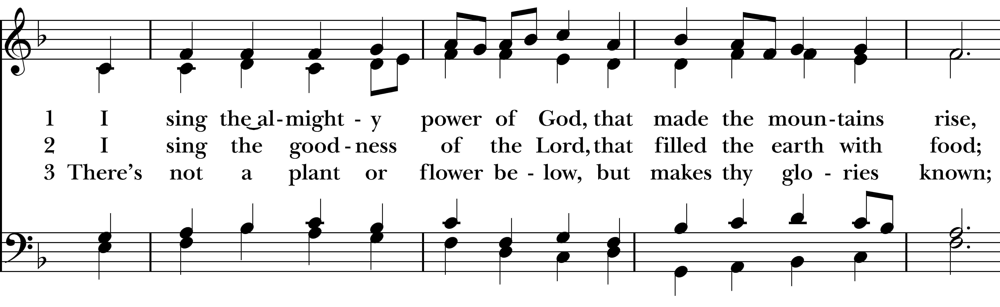 1 I sing the al-might-y power of God, that made the moun-tains rise,
2 I sing the good-ness of the Lord, that filled the earth with food;
3 There's not a plant or flower be-low, but makes thy glo-ries known;